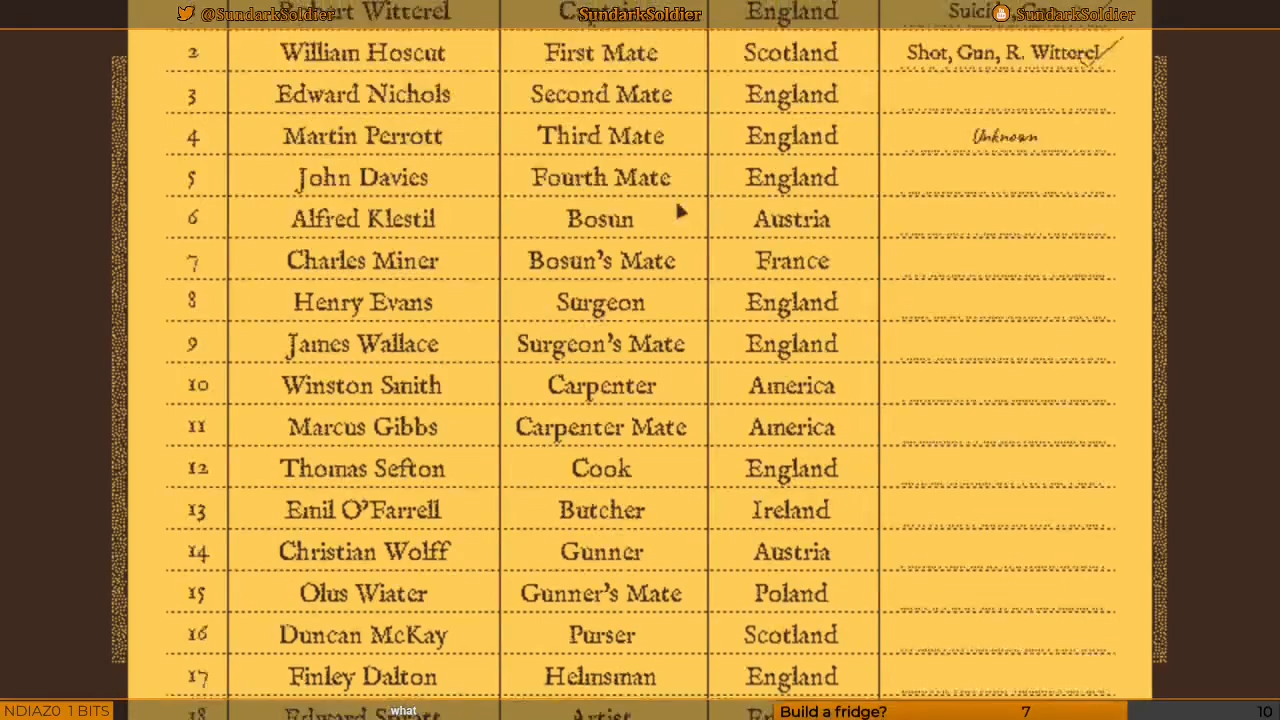 @SundarkSoldier SundarkSoldier SundarkSoldier
Witterel England
2 William Hoscut First Mate Scotland Shot, Gun, R. Witterel
3 Edward Nichols Second Mate England
4 Martin Perrott Third Mate England Unknown
5 John Davies Fourth Mate England
6 Alfred Klestil Bosun Austria
7 Charles Miner Bosun's Mate France
8 Henry Evans Surgeon England
9 James Wallace Surgeon's Mate England
10 Winston Smith Carpenter America
11 Marcus Gibbs Carpenter Mate America
12 Thomas Sefton Cook England
13 Emil O'Farrell Butcher Ireland
14 Christian Wolff Gunner Austria
15 Olus Wiater Gunner's Mate Poland
16 Duncan McKay Purser Scotland
17 Finley Dalton Helmsman England
18 Edward Artist
NDIAZ0 1 BITS what Build a fridge? 7 10